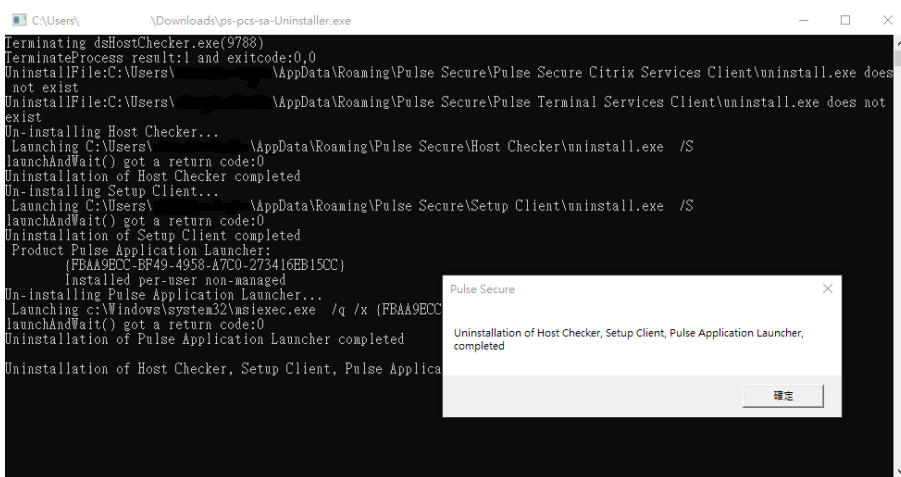 C:\Users\ \Downloads\ps-pcs-sa-Uninstaller.exe
Terminating dsHostChecker.exe(9788)
TerminateProcess result:1 and exitcode:0,0
UninstallFile:C:\Users\ \AppData\Roaming\Pulse Secure\Pulse Secure Citrix Services Client\uninstall.exe does
not exist
UninstallFile:C:\Users\ \AppData\Roaming\Pulse Secure\Pulse Terminal Services Client\uninstall.exe does not
exist
Un-installing Host Checker...
Launching C:\Users\ \AppData\Roaming\Pulse Secure\Host Checker\uninstall.exe /S
launchAndWait() got a return code:0
Uninstallation of Host Checker completed
Un-installing Setup Client...
Launching C:\Users\ \AppData\Roaming\Pulse Secure\Setup Client\uninstall.exe /S
launchAndWait() got a return code:0
Uninstallation of Setup Client completed
Product Pulse Application Launcher:
{FBAA9ECC-BF49-4958-A7C0-273416EB15CC}
Installed per-user non-managed
Un-installing Pulse Application Launcher...
Launching c:\Windows\system32\msiexec.exe /q /x {FBAA9ECC
launchAndWait() got a return code:0
Uninstallation of Pulse Application Launcher completed
Uninstallation of Host Checker, Setup Client, Pulse Applica
Pulse Secure
Uninstallation of Host Checker, Setup Client, Pulse Application Launcher,
completed
確定